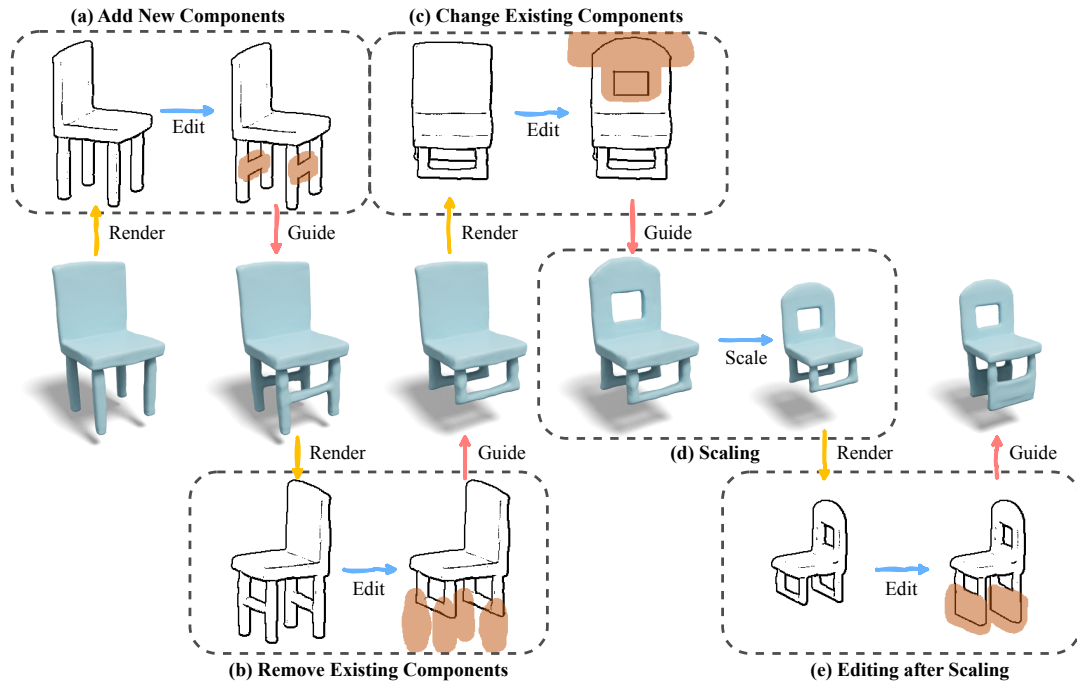 (a) Add New Components
(c) Change Existing Components
Edit
Edit
Render
Guide
Render
Guide
Scale
Render
Guide
(d) Scaling
Render
Guide
Edit
Edit
(b) Remove Existing Components
(e) Editing after Scaling